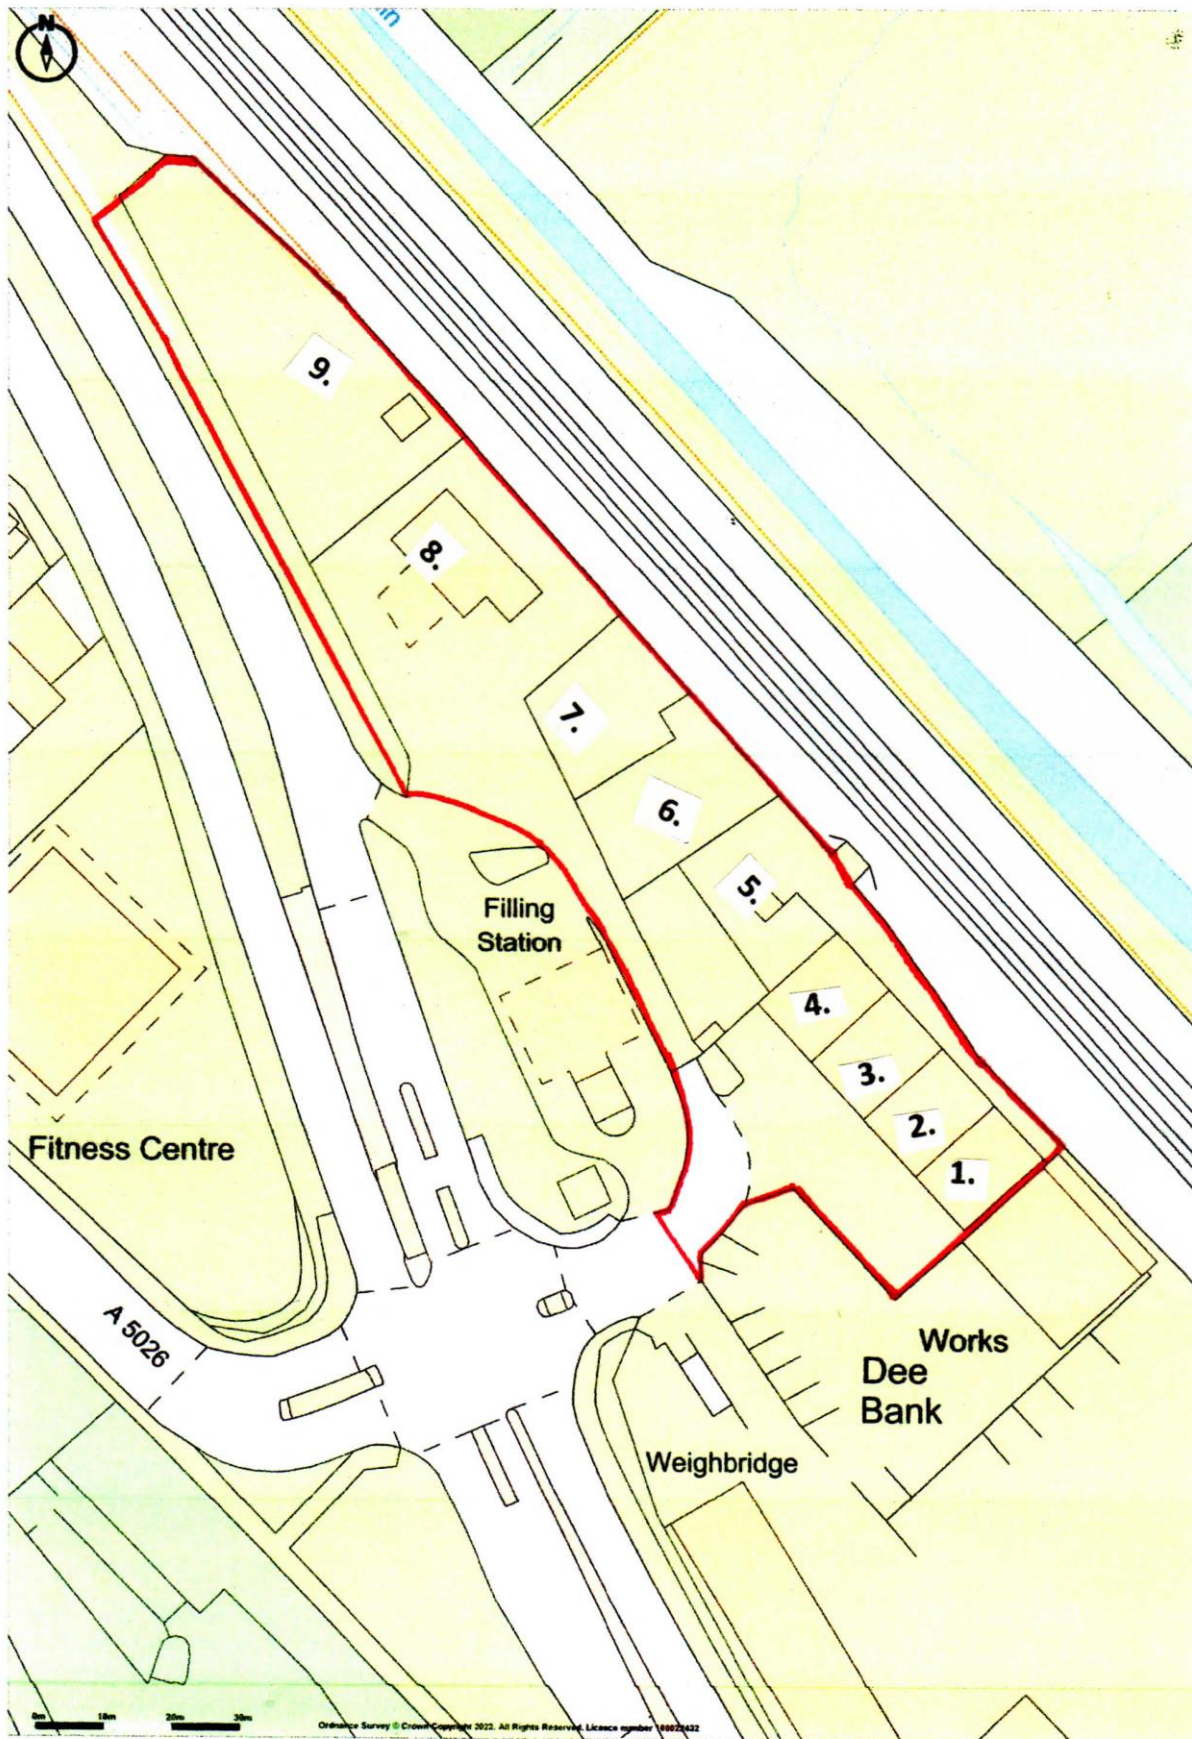 N
9.
8.
7.
6.
5.
4.
3.
2.
1.
Filling
Station
Fitness Centre
A 5026
Works
Dee
Bank
Weighbridge
0m 10m 20m 30m
Ordnance Survey © Crown Copyright 2022. All Rights Reserved. Licence number